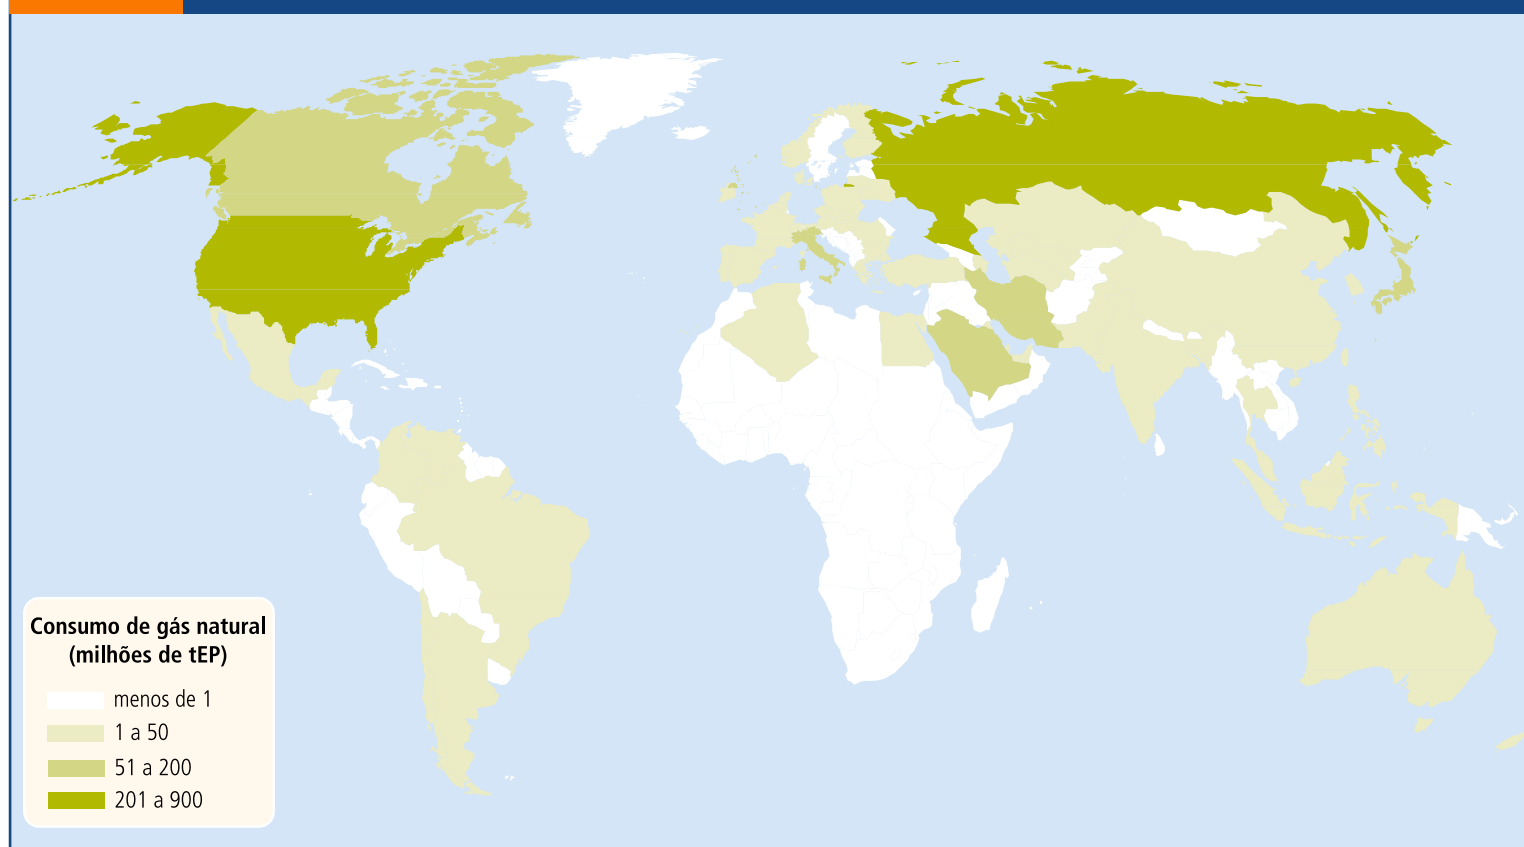 Consumo de gás natural
(milhões de tEP)
menos de 1
1 a 50
51 a 200
201 a 900